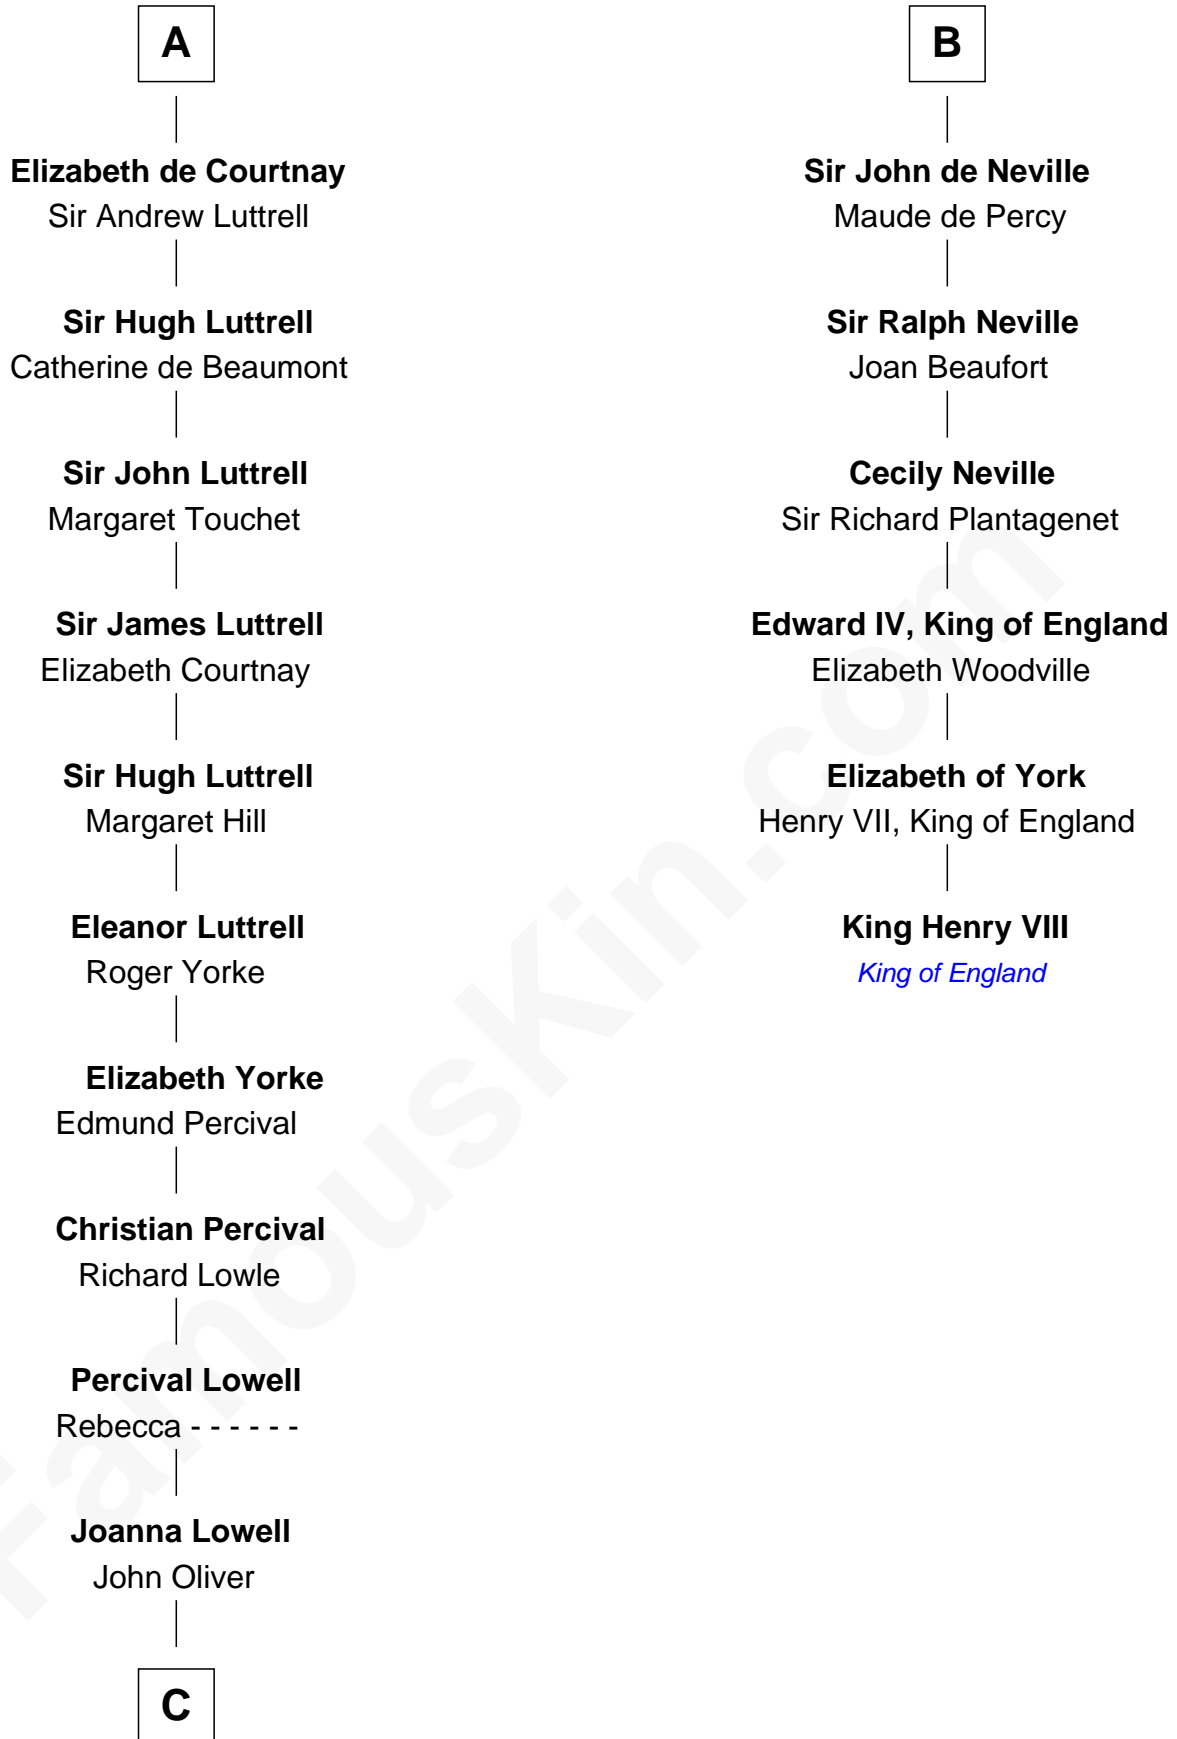 A
Elizabeth de Courtnay
Sir Andrew Luttrell
Sir Hugh Luttrell
Catherine de Beaumont
Sir John Luttrell
Margaret Touchet
Sir James Luttrell
Elizabeth Courtnay
Sir Hugh Luttrell
Margaret Hill
Eleanor Luttrell
Roger Yorke
Elizabeth Yorke
Edmund Percival
Christian Percival
Richard Lowle
Percival Lowell
Rebecca - - - - - -
Joanna Lowell
John Oliver
C
B
Sir John de Neville
Maude de Percy
Sir Ralph Neville
Joan Beaufort
Cecily Neville
Sir Richard Plantagenet
Edward IV, King of England
Elizabeth Woodville
Elizabeth of York
Henry VII, King of England
King Henry VIII
King of England
FamousKin.com